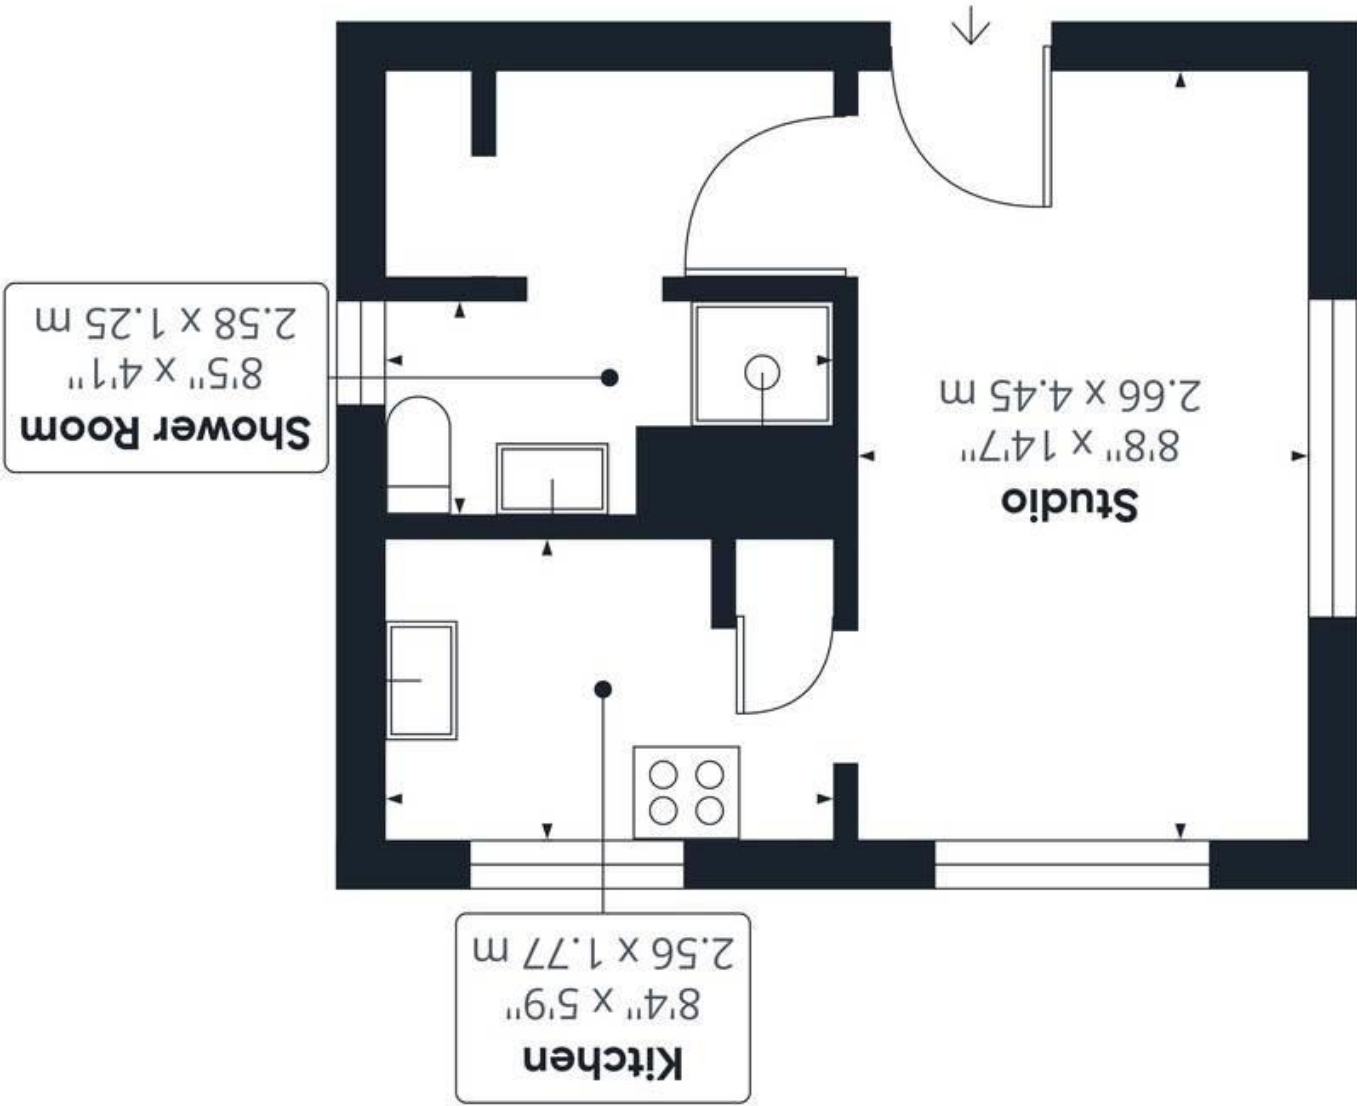 Kitchen
8'4" x 5'9"
2.56 x 1.77 m
Studio
8'8" x 14'7"
2.66 x 4.45 m
Shower Room
8'5" x 4'1"
2.58 x 1.25 m